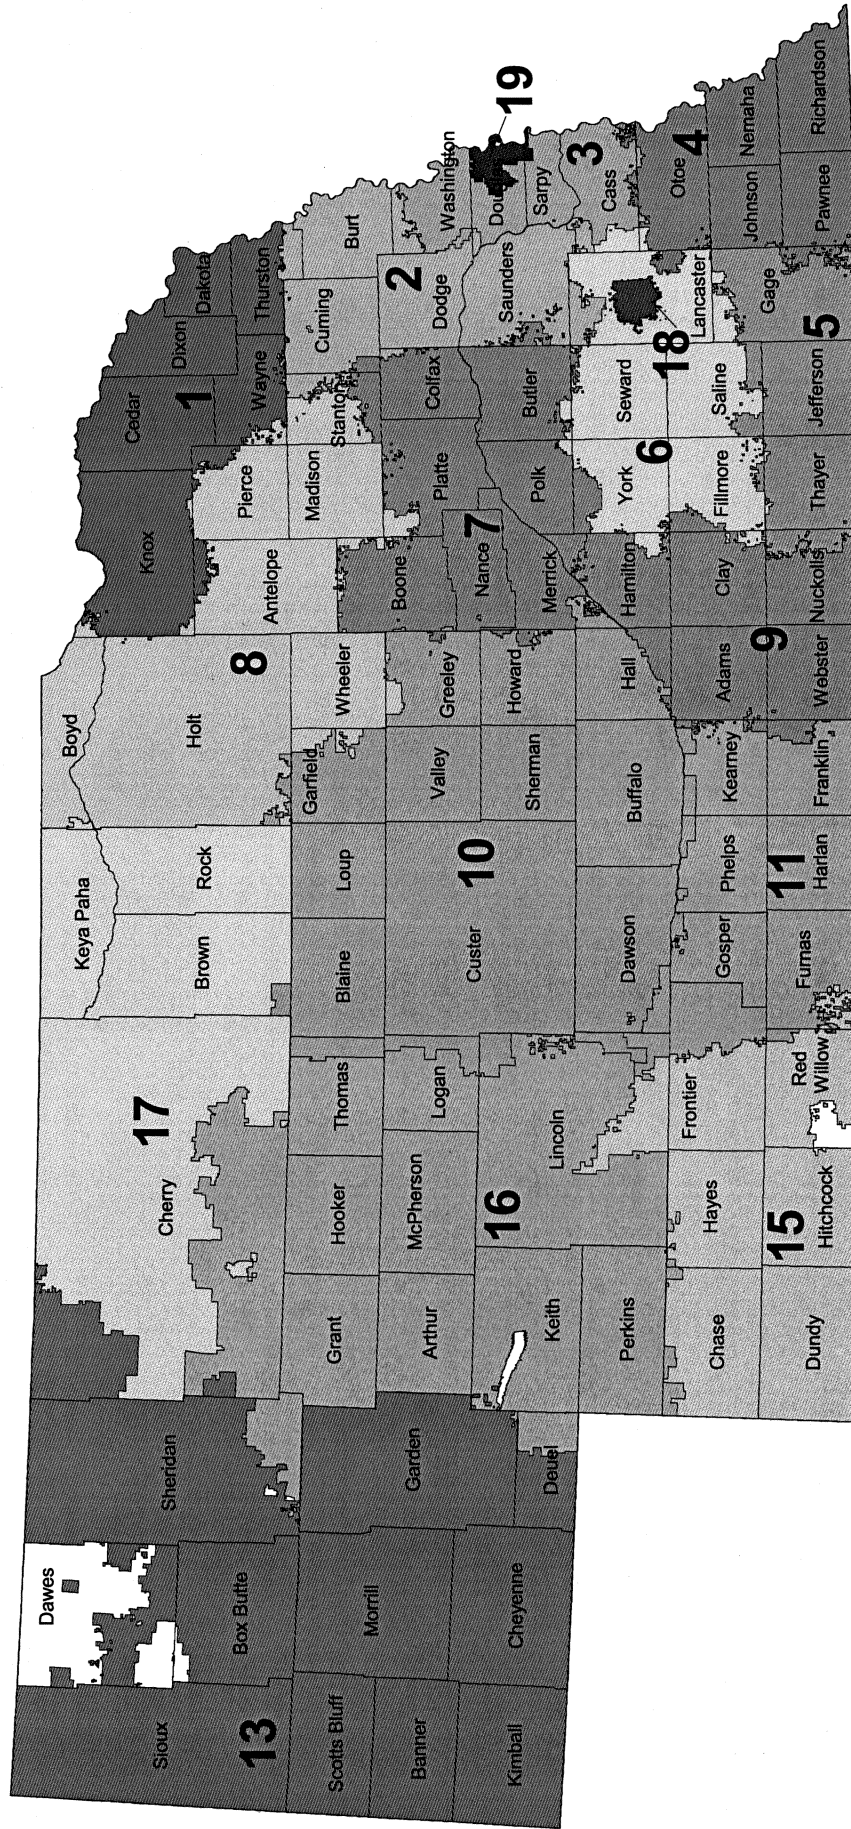 Dawes
Sioux
13
Scotts Bluff
Banner
Kimball
Box Butte
Morrill
Cheyenne
Sheridan
Garden
Deuel
Cherry
17
Grant
Hooker
Thomas
Arthur
McPherson
Logan
16
Keith
Lincoln
Perkins
Chase
Hayes
Frontier
Dundy
Hitchcock
15
Red
Willow
Keya Paha
Brown
Rock
Boyd
Holt
8
Blaine
Loup
Garfield
Wheeler
Custer
10
Valley
Greeley
Sherman
Howard
Dawson
Buffalo
Hall
Gosper
Phelps
Kearney
Furnas
Harlan
11
Franklin
Adams
9
Webster
Clay
Nuckolls
Knox
Antelope
Pierce
Madison
Stanton
Boone
Nance
7
Merrick
Platte
Colfax
Polk
Butler
Hamilton
York
6
Seward
Fillmore
Saline
Thayer
Jefferson
5
Gage
Cedar
Dixon
Dakota
1
Wayne
Thurston
Cuming
Burt
2
Dodge
Washington
Dou
19
Sarpy
Saunders
Cass
3
18
Lancaster
Otoe
4
Johnson
Nemaha
Pawnee
Richardson